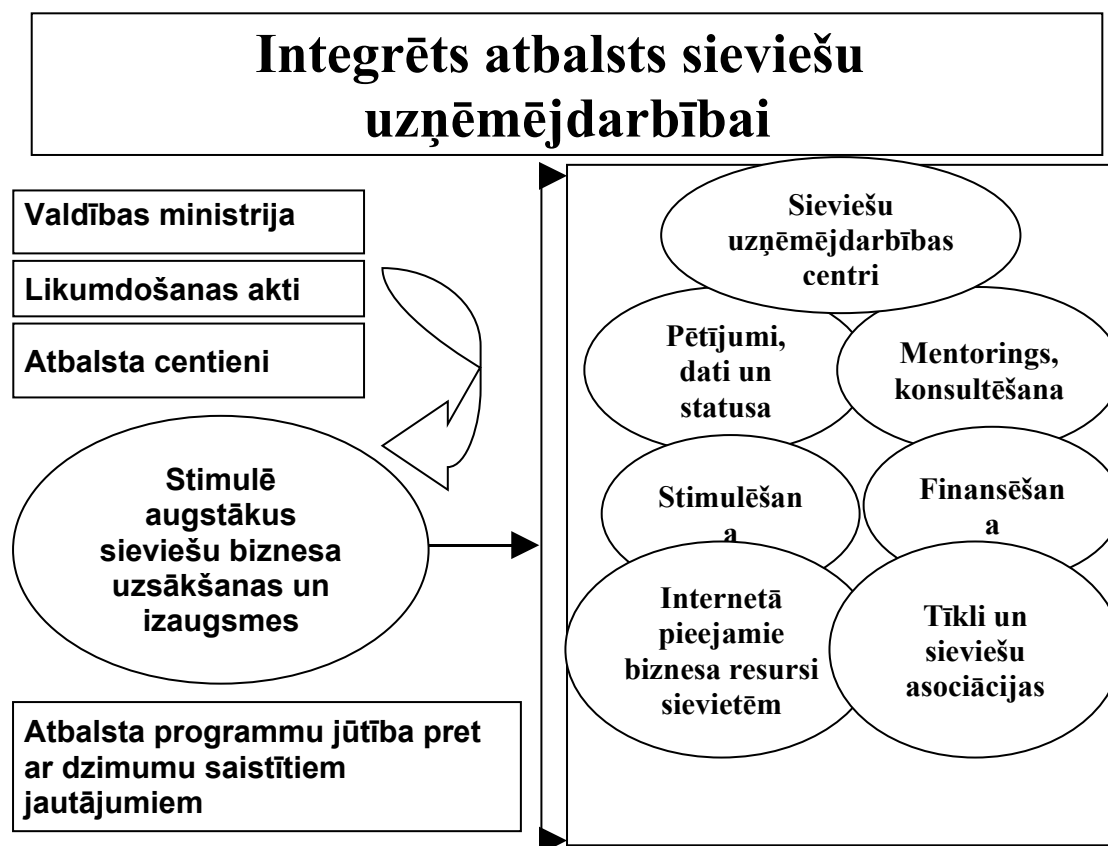 Integrēts atbalsts sieviešu
uzņēmējdarbībai
Valdības ministrija
Likumdošanas akti
Atbalsta centieni
Stimulē
augstākus
sieviešu biznesa
uzsākšanas un
izaugsmes
Atbalsta programmu jūtība pret
ar dzimumu saistītiem
jautājumiem
Sieviešu
uzņēmējdarbības
centri
Pētījumi,
dati un
statusa
Mentorings,
konsultēšana
Stimulēšan
a
Finansēšan
a
Internetā
pieejamie
biznesa resursi
sievietēm
Tīkli un
sieviešu
asociācijas